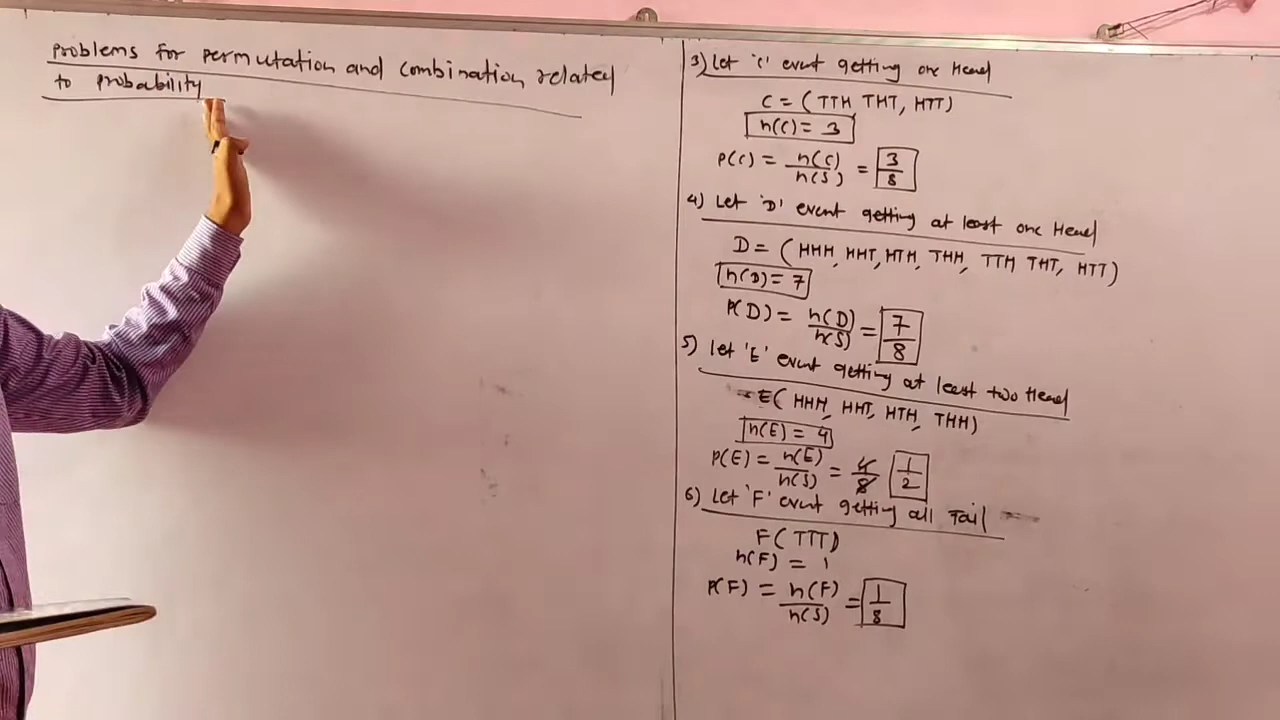 Problems for permutation and combination related
to probability
3) Let 'C' event getting one Head
C = (TTH, THT, HTT)
n(C) = 3
P(C) = n(C)/n(S) = 3/8
4) Let 'D' event getting at least one Head
D = (HHH, HHT, HTH, THH, TTH THT, HTT)
n(D) = 7
P(D) = n(D)/n(S) = 7/8
5) Let 'E' event getting at least two Head
E( HHH, HHT, HTH, THH)
n(E) = 4
P(E) = n(E)/n(S) = 4/8 1/2
6) Let 'F' event getting all Tail
F( TTT)
n(F) = 1
P(F) = n(F)/n(S) = 1/8